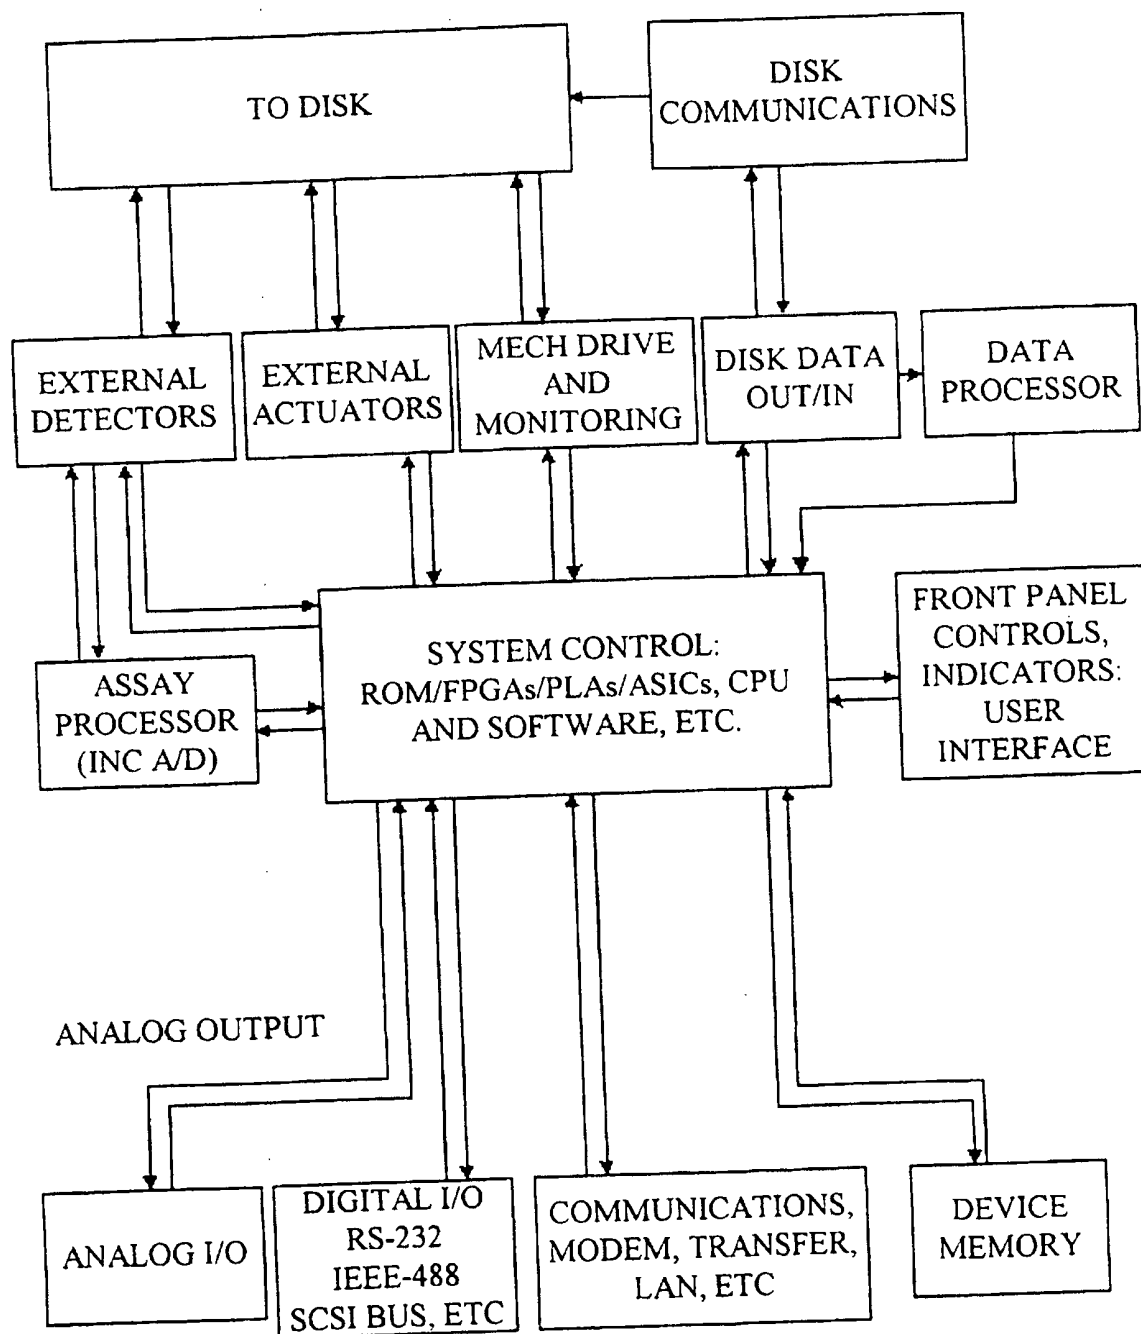 TO DISK
DISK
COMMUNICATIONS
EXTERNAL
DETECTORS
EXTERNAL
ACTUATORS
MECH DRIVE
AND
MONITORING
DISK DATA
OUT/IN
DATA
PROCESSOR
SYSTEM CONTROL:
ROM/FPGAs/PLAs/ASICs, CPU
AND SOFTWARE, ETC.
FRONT PANEL
CONTROLS,
INDICATORS:
USER
INTERFACE
ASSAY
PROCESSOR
(INC A/D)
ANALOG OUTPUT
ANALOG I/O
DIGITAL I/O
RS-232
IEEE-488
SCSI BUS, ETC
COMMUNICATIONS,
MODEM, TRANSFER,
LAN, ETC
DEVICE
MEMORY